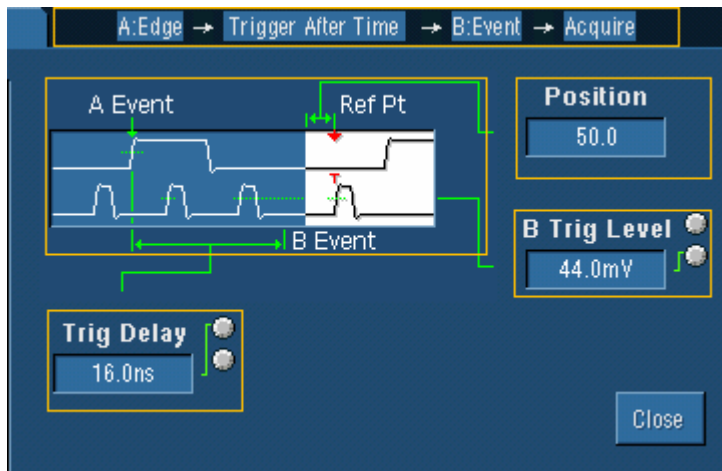 A:Edge → Trigger After Time → B:Event → Acquire
A Event
Ref Pt
T
B Event
Position
50.0
B Trig Level
44.0mV
Trig Delay
16.0ns
Close